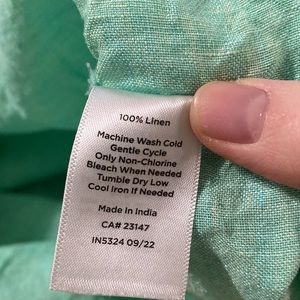 100% Linen
Machine Wash Cold
Gentle Cycle
Only Non-Chlorine
Bleach When Needed
Tumble Dry Low
Cool Iron If Needed
Made In India
CA# 23147
IN5324 09/22